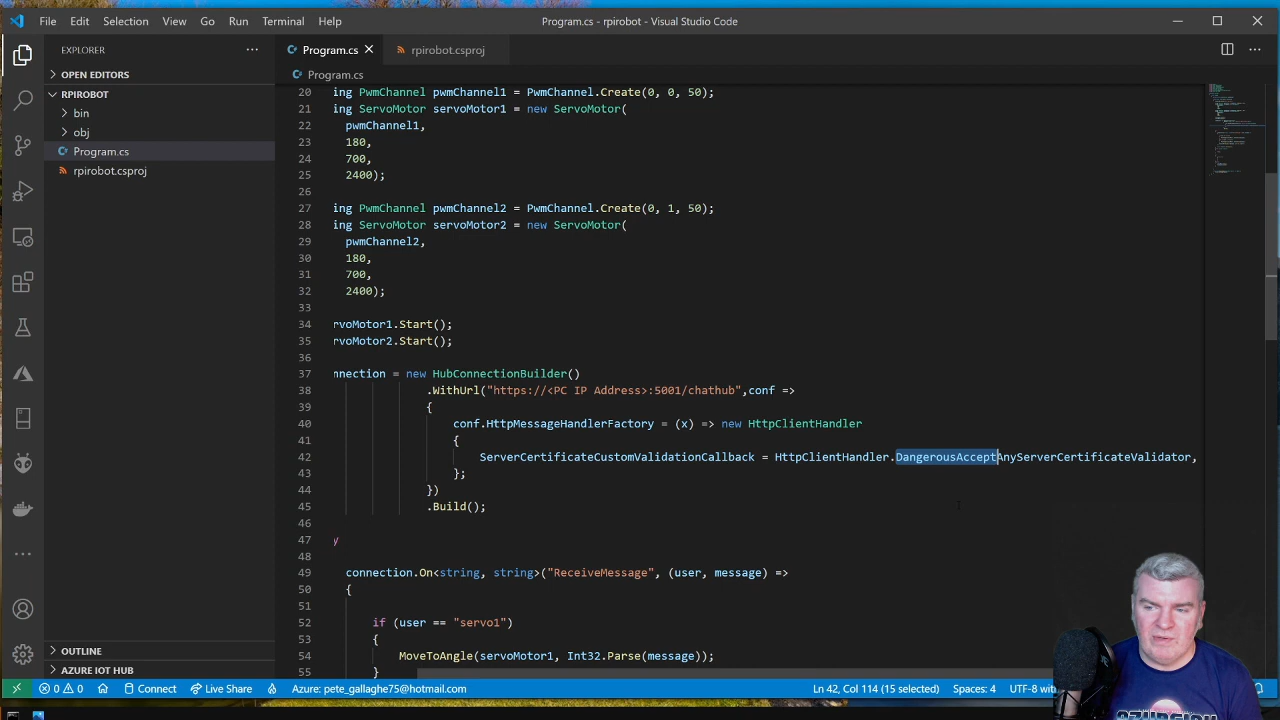 File Edit Selection View Go Run Terminal Help
Program.cs - rpirobot - Visual Studio Code
EXPLORER
OPEN EDITORS
RPIROBOT
bin
obj
Program.cs
rpirobot.csproj
OUTLINE
AZURE IOT HUB
Program.cs rpirobot.csproj
Program.cs
20 ing PwmChannel pwmChannel1 = PwmChannel.Create(0, 0, 50);
21 ing ServoMotor servoMotor1 = new ServoMotor(
22 pwmChannel1,
23 180,
24 700,
25 2400);
26
27 ing PwmChannel pwmChannel2 = PwmChannel.Create(0, 1, 50);
28 ing ServoMotor servoMotor2 = new ServoMotor(
29 pwmChannel2,
30 180,
31 700,
32 2400);
33
34 rvoMotor1.Start();
35 rvoMotor2.Start();
36
37 nnection = new HubConnectionBuilder()
38 .WithUrl("https://<PC IP Address>:5001/chathub",conf =>
39 {
40 conf.HttpMessageHandlerFactory = (x) => new HttpClientHandler
41 {
42 ServerCertificateCustomValidationCallback = HttpClientHandler.DangerousAcceptAnyServerCertificateValidator,
43 };
44 })
45 .Build();
46
47 y
48
49 connection.On<string, string>("ReceiveMessage", (user, message) =>
50 {
51
52 if (user == "servo1")
53 {
54 MoveToAngle(servoMotor1, Int32.Parse(message));
55 }
0 0 Connect Live Share Azure: pete_gallaghe75@hotmail.com Ln 42, Col 114 (15 selected) Spaces: 4 UTF-8 wit